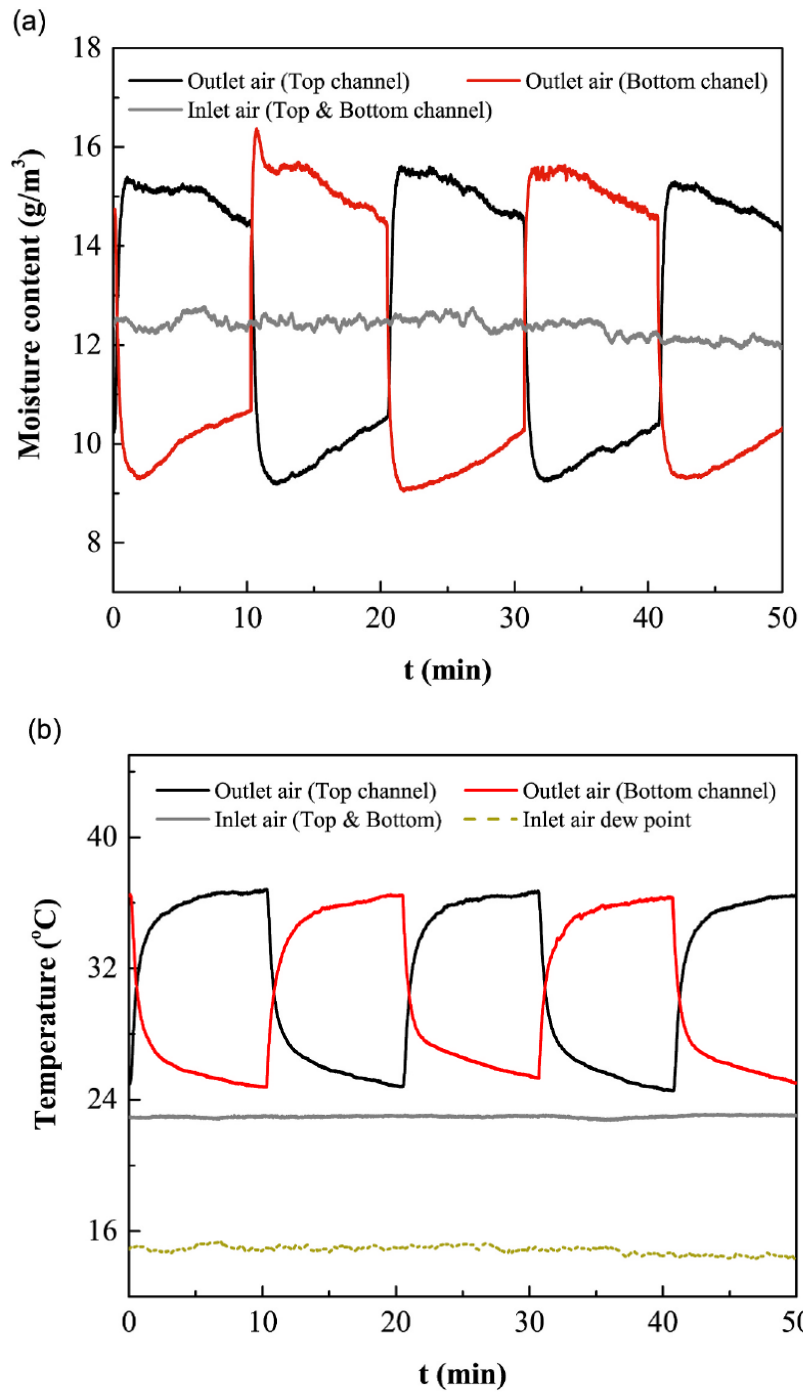 (a)
18
Outlet air (Top channel) Outlet air (Bottom chanel)
Inlet air (Top & Bottom channel)
16
14
12
10
8
Moisture content (g/m³)
0 10 20 30 40 50
t (min)
(b)
40
Outlet air (Top channel) Outlet air (Bottom channel)
Inlet air (Top & Bottom) Inlet air dew point
32
24
16
Temperature (°C)
0 10 20 30 40 50
t (min)